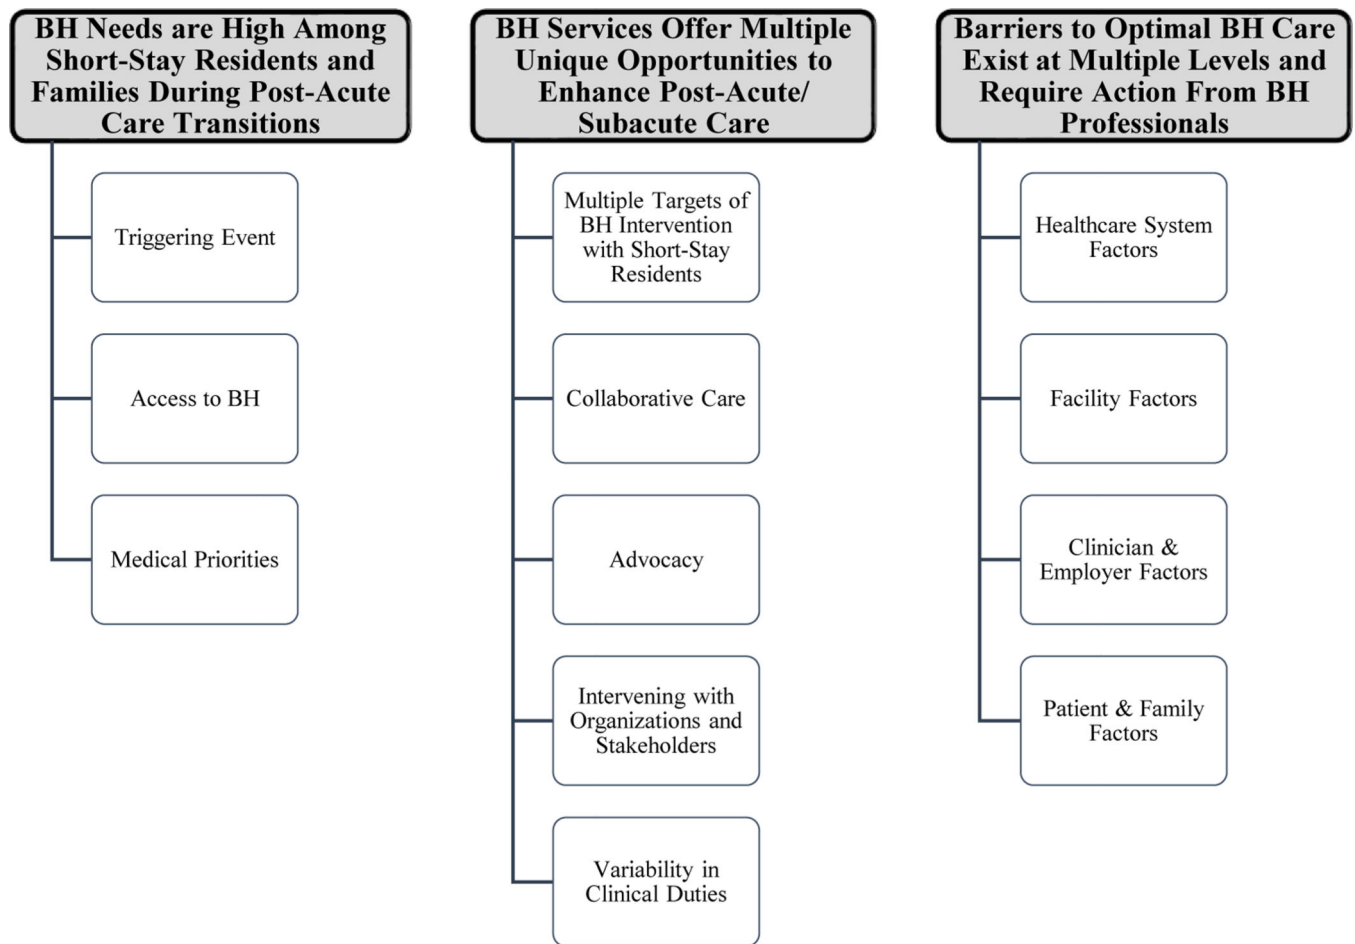 BH Needs are High Among
Short-Stay Residents and
Families During Post-Acute
Care Transitions
Triggering Event
Access to BH
Medical Priorities
BH Services Offer Multiple
Unique Opportunities to
Enhance Post-Acute/
Subacute Care
Multiple Targets of
BH Intervention
with Short-Stay
Residents
Collaborative Care
Advocacy
Intervening with
Organizations and
Stakeholders
Variability in
Clinical Duties
Barriers to Optimal BH Care
Exist at Multiple Levels and
Require Action From BH
Professionals
Healthcare System
Factors
Facility Factors
Clinician &
Employer Factors
Patient & Family
Factors